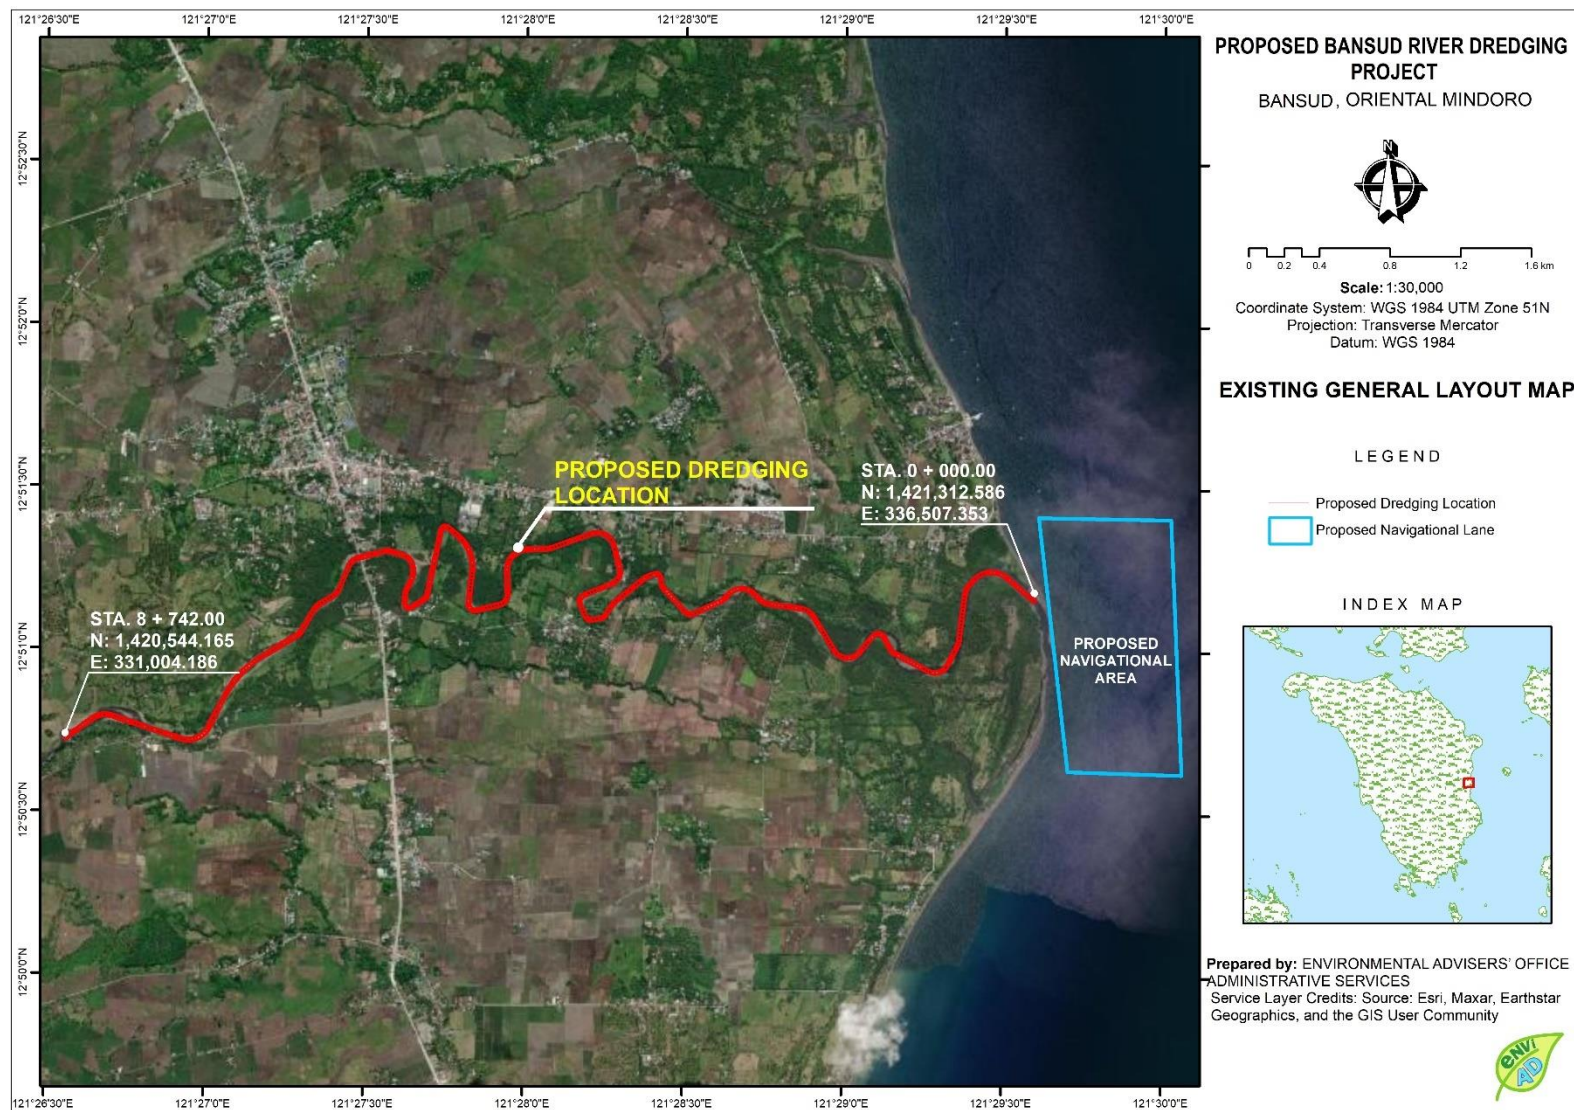 121°26'30"E 121°27'0"E 121°27'30"E 121°28'0"E 121°28'30"E 121°29'0"E 121°29'30"E 121°30'0"E
PROPOSED BANSUD RIVER DREDGING
PROJECT
BANSUD, ORIENTAL MINDORO
N
0 0.2 0.4 0.8 1.2 1.6 km
Scale: 1:30,000
Coordinate System: WGS 1984 UTM Zone 51N
Projection: Transverse Mercator
Datum: WGS 1984
EXISTING GENERAL LAYOUT MAP
LEGEND
Proposed Dredging Location
Proposed Navigational Lane
INDEX MAP
Prepared by: ENVIRONMENTAL ADVISERS' OFFICE
ADMINISTRATIVE SERVICES
Service Layer Credits: Source: Esri, Maxar, Earthstar
Geographics, and the GIS User Community
ENVI
AD
12°52'30"N
12°52'0"N
12°51'30"N
12°51'0"N
12°50'30"N
12°50'0"N
PROPOSED DREDGING
LOCATION
STA. 0 + 000.00
N: 1,421,312.586
E: 336,507.353
STA. 8 + 742.00
N: 1,420,544.165
E: 331,004.186
PROPOSED
NAVIGATIONAL
AREA
121°26'30"E 121°27'0"E 121°27'30"E 121°28'0"E 121°28'30"E 121°29'0"E 121°29'30"E 121°30'0"E